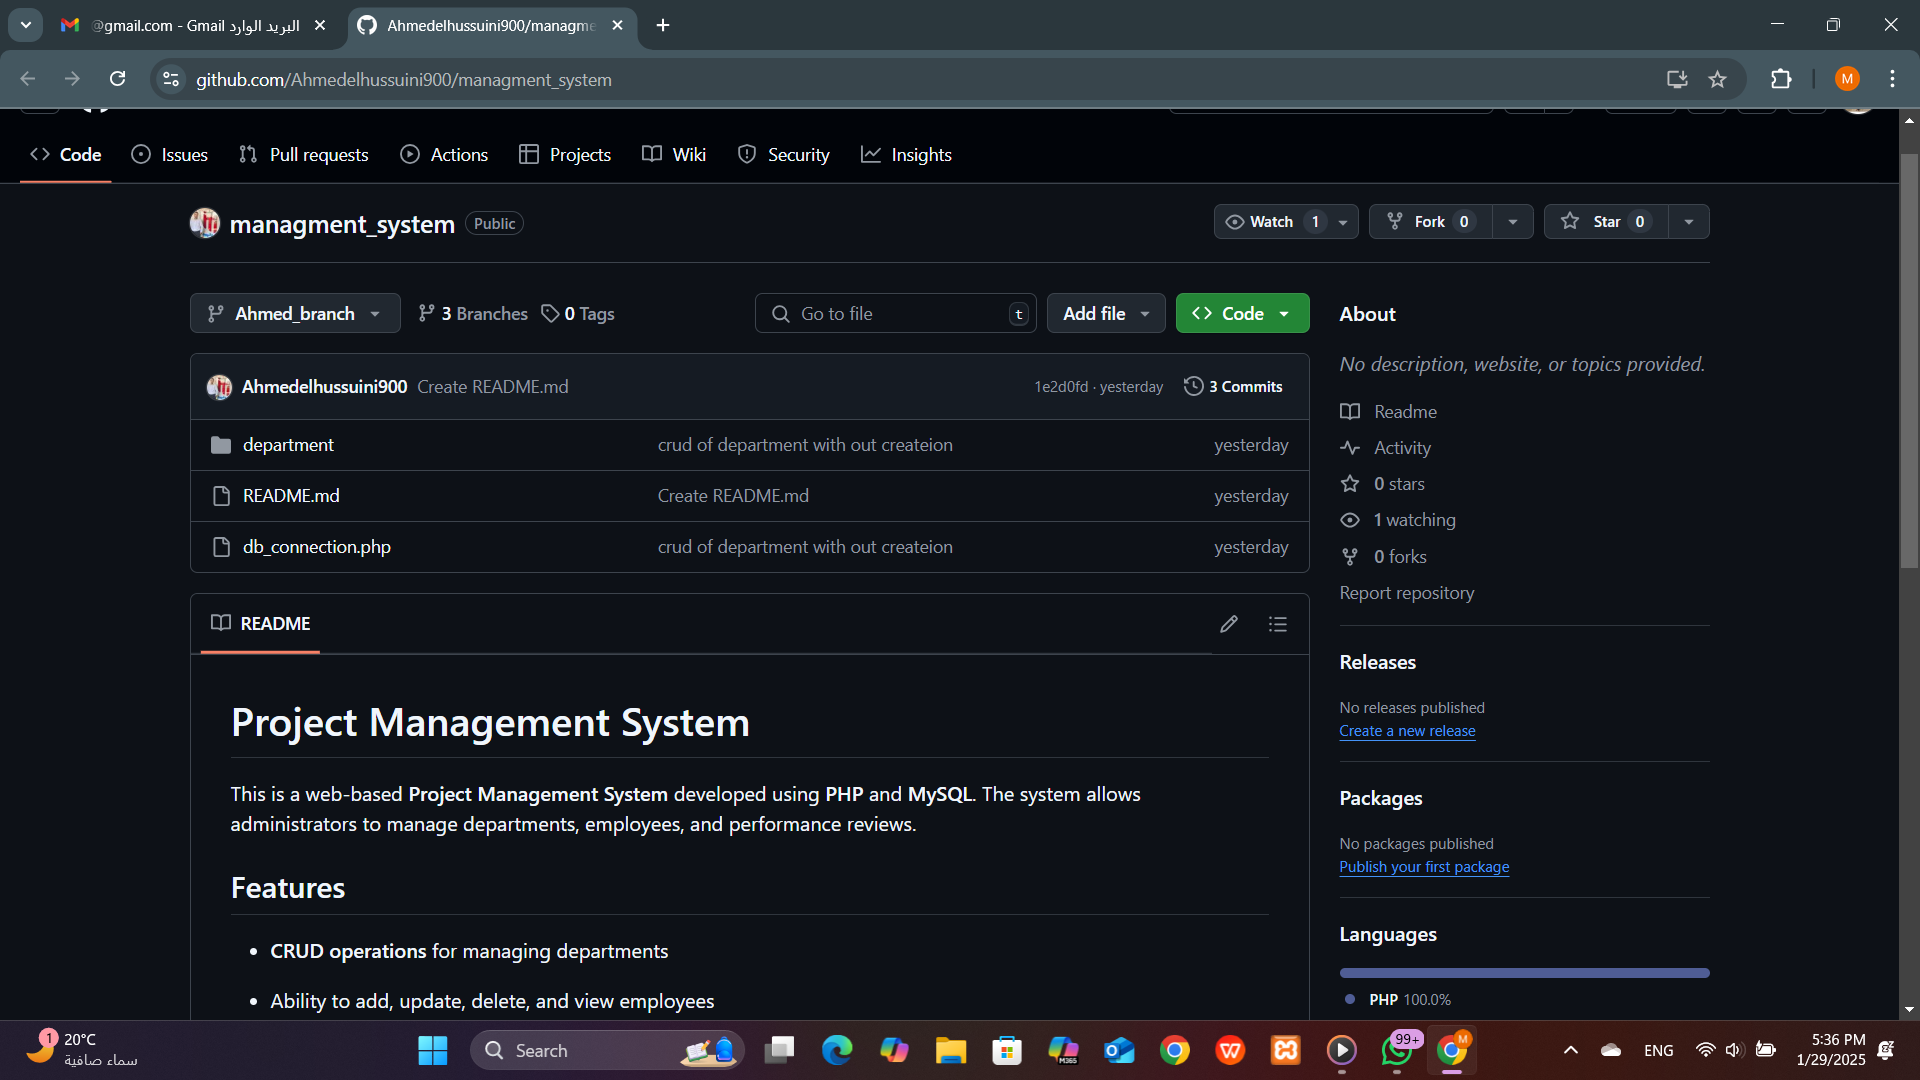 @gmail.com - Gmail البريد الوارد
Ahmedelhussuini900/managme
github.com/Ahmedelhussuini900/managment_system
M
Code
Issues
Pull requests
Actions
Projects
Wiki
Security
Insights
managment_system
Public
Watch 1
Fork 0
Star 0
Ahmed_branch
3 Branches
0 Tags
Go to file
t
Add file
Code
Ahmedelhussuini900 Create README.md
1e2d0fd · yesterday
3 Commits
department
crud of department with out createion
yesterday
README.md
Create README.md
yesterday
db_connection.php
crud of department with out createion
yesterday
README
Project Management System
This is a web-based Project Management System developed using PHP and MySQL. The system allows
administrators to manage departments, employees, and performance reviews.
Features
CRUD operations for managing departments
Ability to add, update, delete, and view employees
About
No description, website, or topics provided.
Readme
Activity
0 stars
1 watching
0 forks
Report repository
Releases
No releases published
Create a new release
Packages
No packages published
Publish your first package
Languages
PHP 100.0%
1
20°C
سماء صافية
Search
M365
99+
M
ENG
5:36 PM
1/29/2025